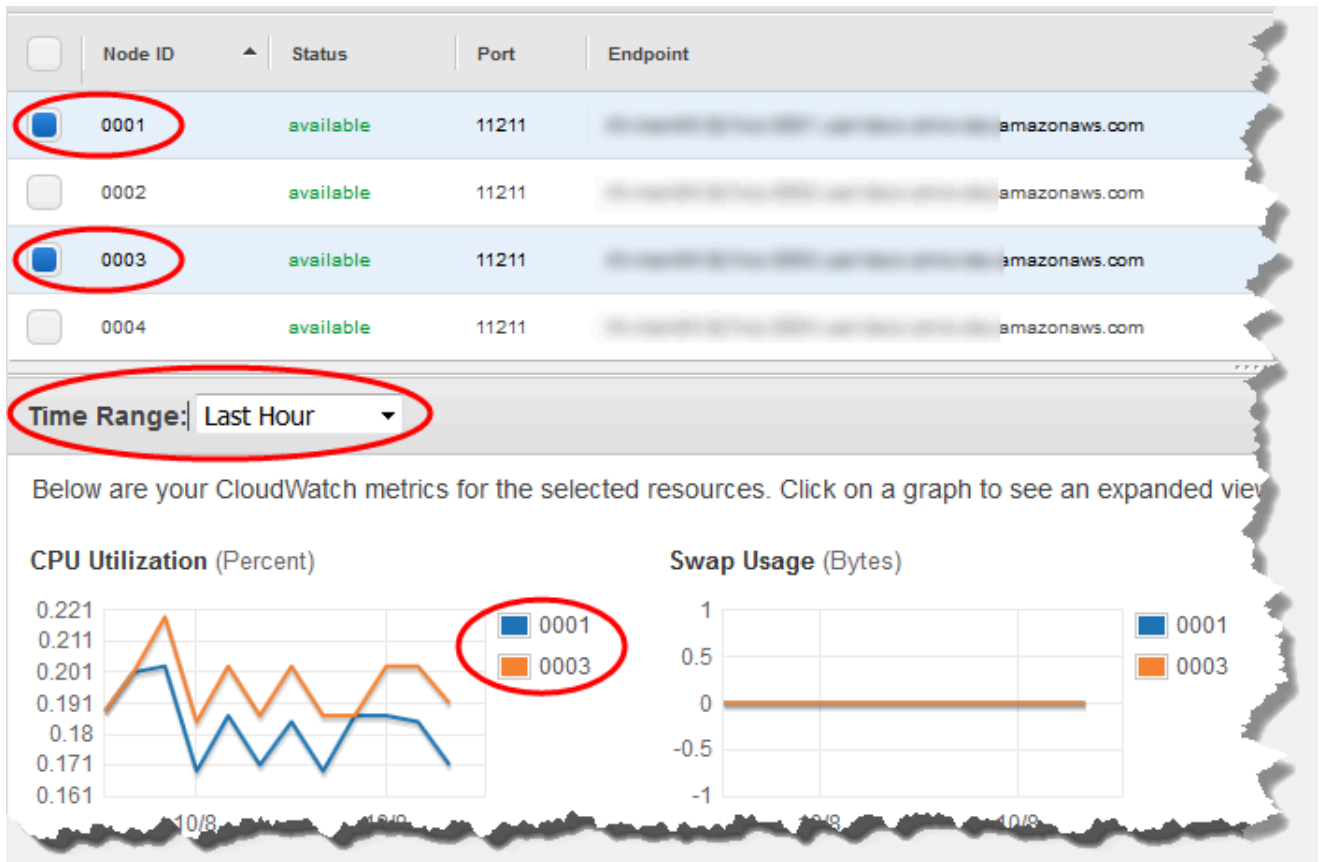 Node ID Status Port Endpoint
0001 available 11211 amazonaws.com
0002 available 11211 amazonaws.com
0003 available 11211 amazonaws.com
0004 available 11211 amazonaws.com
Time Range: Last Hour
Below are your CloudWatch metrics for the selected resources. Click on a graph to see an expanded view
CPU Utilization (Percent)
0.221
0.211
0.201
0.191
0.18
0.171
0.161
10/8
0001
0003
Swap Usage (Bytes)
1
0.5
0
-0.5
-1
0001
0003